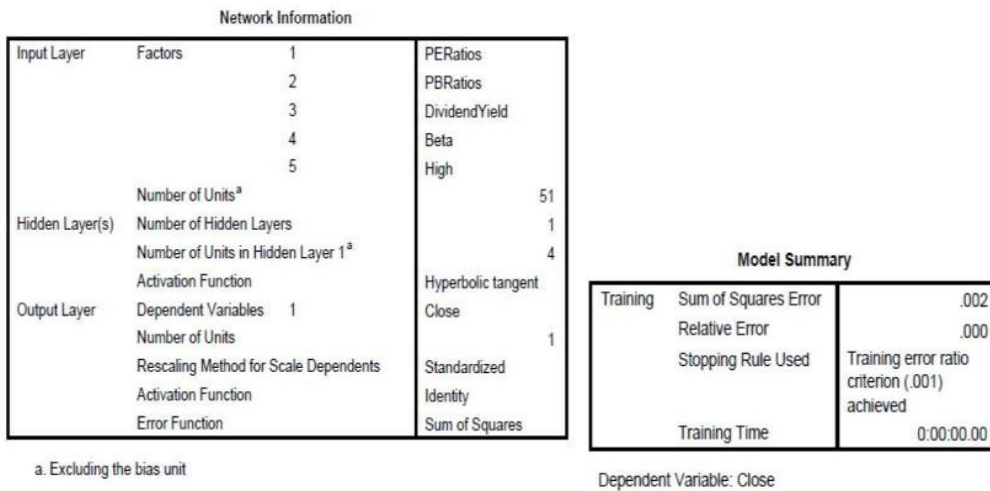 Network Information
Input Layer Factors 1 PERatios
2 PBRatios
3 DividendYield
4 Beta
5 High
Number of Units^a 51
Hidden Layer(s) Number of Hidden Layers 1
Number of Units in Hidden Layer 1^a 4
Activation Function Hyperbolic tangent
Output Layer Dependent Variables 1 Close
Number of Units 1
Rescaling Method for Scale Dependents Standardized
Activation Function Identity
Error Function Sum of Squares
a. Excluding the bias unit
Model Summary
Training Sum of Squares Error .002
Relative Error .000
Stopping Rule Used Training error ratio
criterion (.001)
achieved
Training Time 0:00:00.00
Dependent Variable: Close